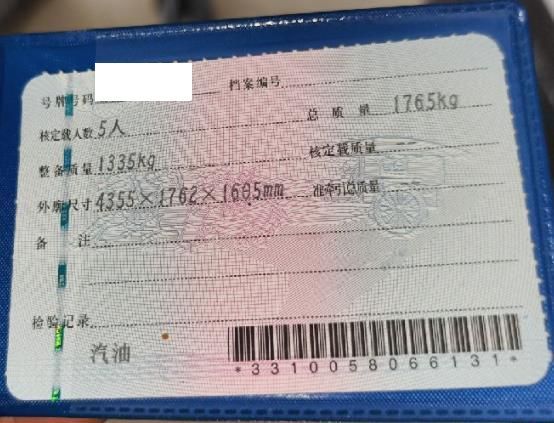 号牌号码 档案编号
核定载人数 5人 总质量 1765kg
整备质量 1335kg 核定载质量 --
外廓尺寸 4355×1762×1605mm 准牵引总质量 --
备注
检验记录
汽油
*3310058066131*